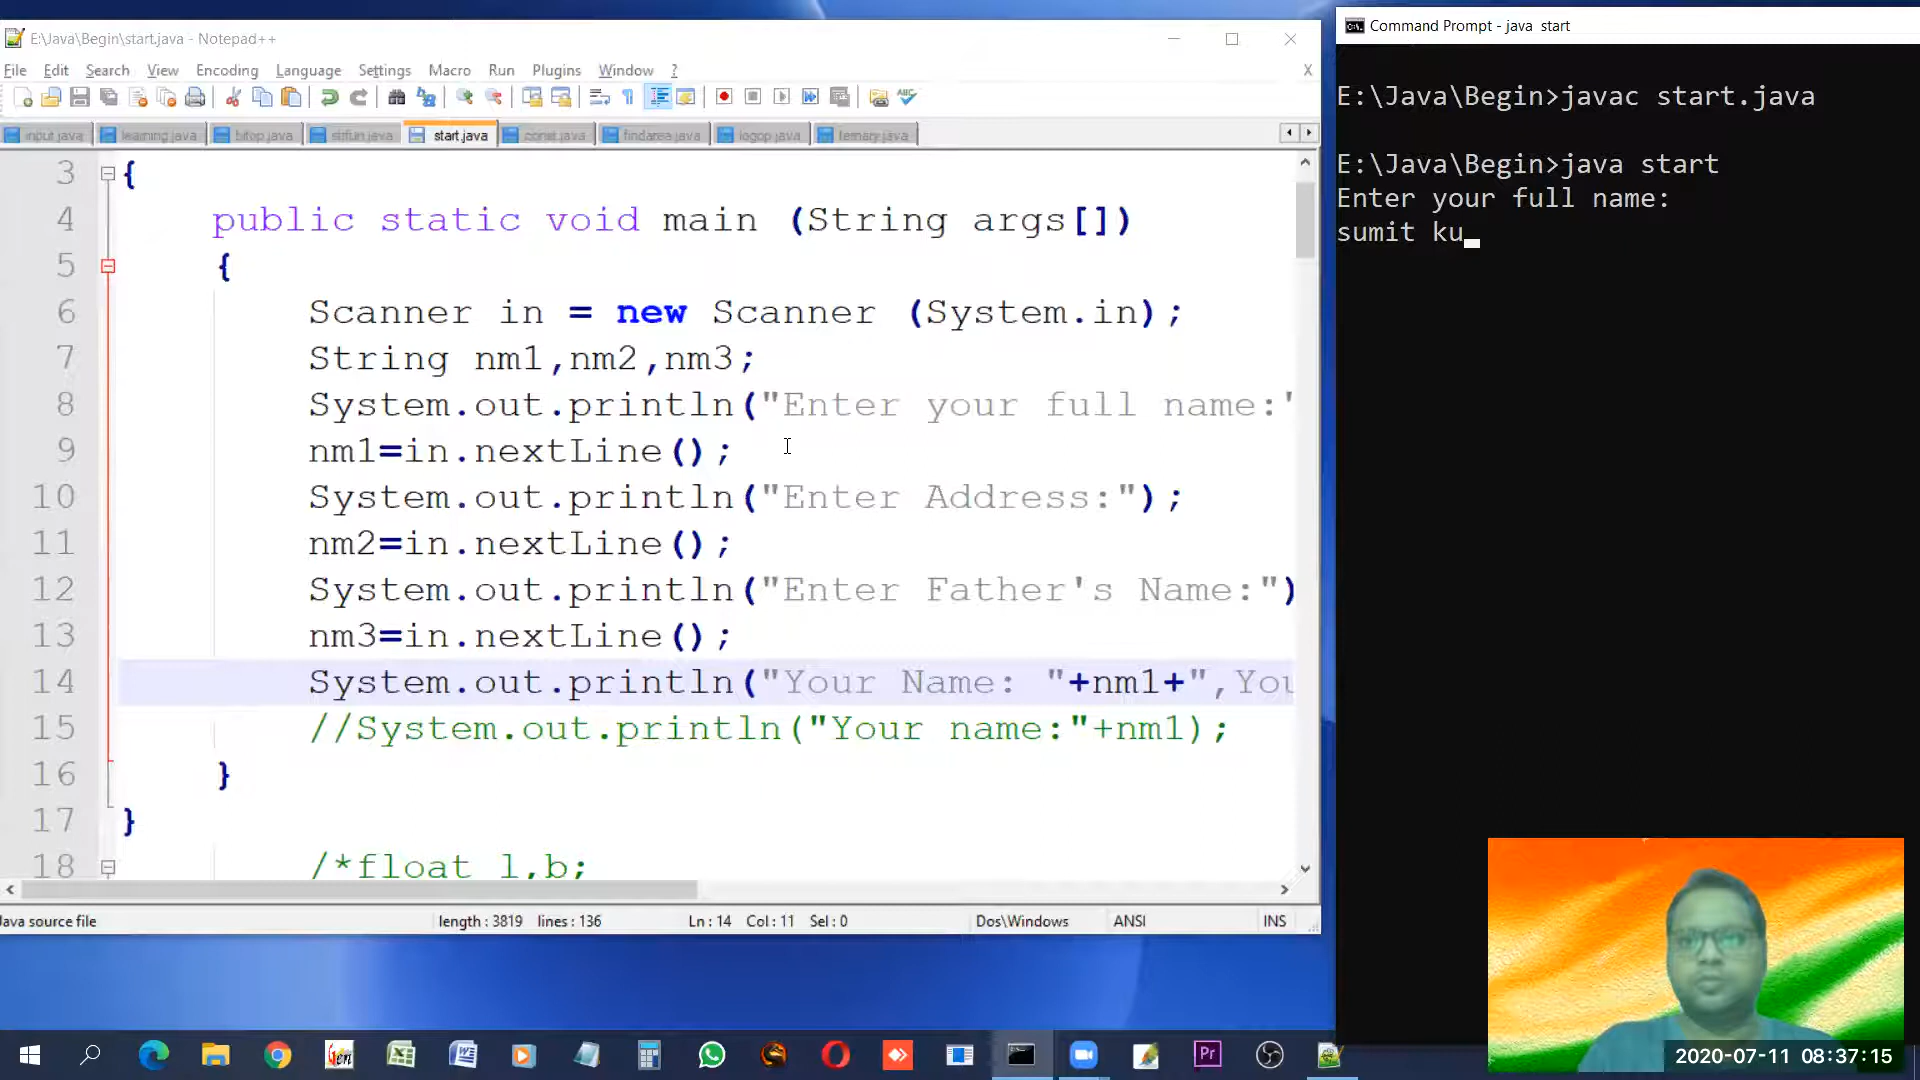 E:\Java\Begin\start.java - Notepad++
File Edit Search View Encoding Language Settings Macro Run Plugins Window ? X
input.java learning.java bitop.java strfun.java start.java const.java findarea.java logop.java ternary.java
3 {
4 public static void main (String args[])
5 {
6 Scanner in = new Scanner (System.in);
7 String nm1,nm2,nm3;
8 System.out.println("Enter your full name:"
9 nm1=in.nextLine();
10 System.out.println("Enter Address:");
11 nm2=in.nextLine();
12 System.out.println("Enter Father's Name:")
13 nm3=in.nextLine();
14 System.out.println("Your Name: "+nm1+",You
15 //System.out.println("Your name:"+nm1);
16 }
17 }
18 /*float l,b;
Java source file length : 3819 lines : 136 Ln : 14 Col : 11 Sel : 0 Dos\Windows ANSI INS
Command Prompt - java start
E:\Java\Begin>javac start.java
E:\Java\Begin>java start
Enter your full name:
sumit ku
Gen
Pr
2020-07-11 08:37:15